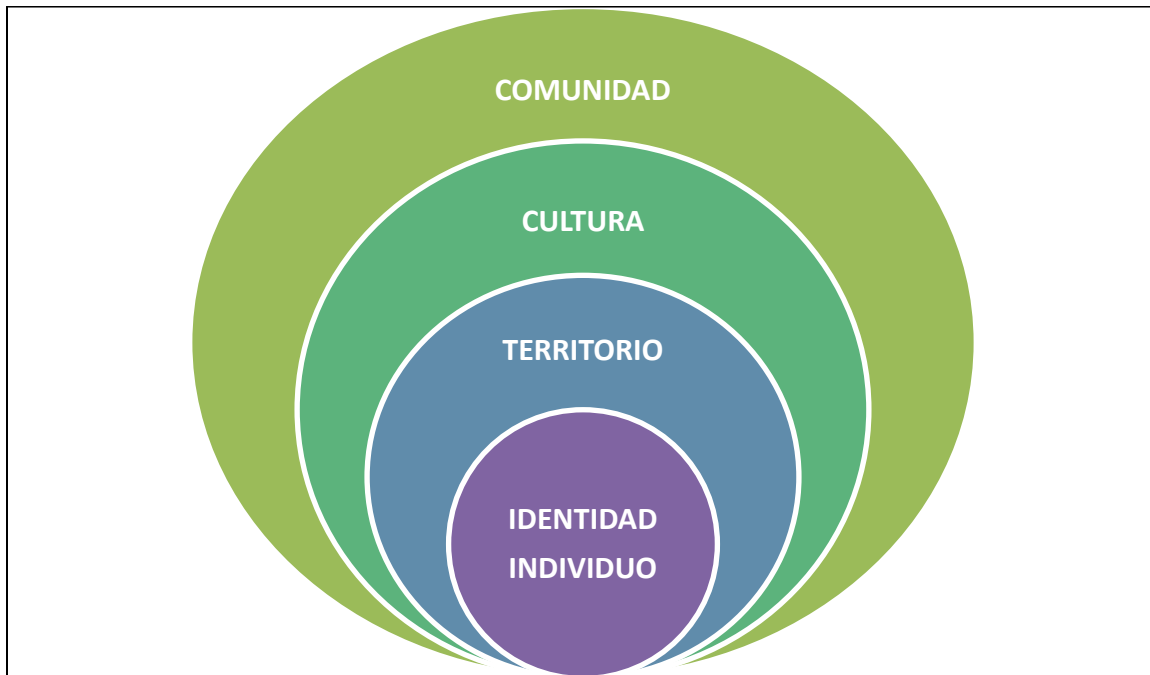 COMUNIDAD
CULTURA
TERRITORIO
IDENTIDAD
INDIVIDUO